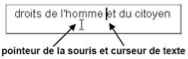 droits de l'homme et du citoyen
pointeur de la souris et curseur de texte